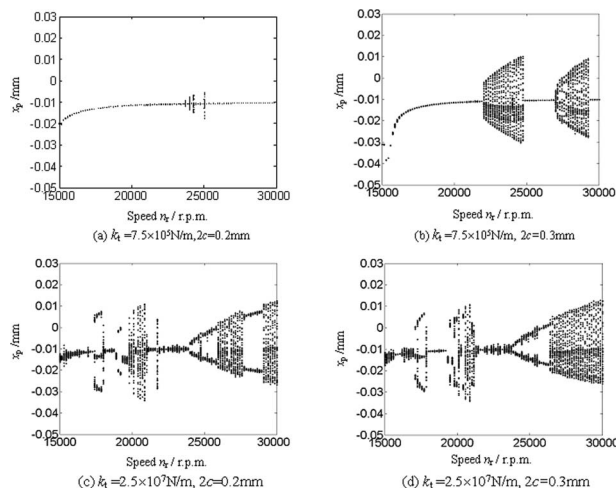 0.03
0.02
0.01
0
-0.01
-0.02
-0.03
-0.04
-0.05
xp /mm
15000 20000 25000 30000
Speed nr / r.p.m.
(a) kt =7.5×10⁵N/m,2c=0.2mm
0.03
0.02
0.01
0
-0.01
-0.02
-0.03
-0.04
-0.05
xp /mm
15000 20000 25000 30000
Speed nr / r.p.m.
(b) kt =7.5×10⁵N/m, 2c=0.3mm
0.03
0.02
0.01
0
-0.01
-0.02
-0.03
-0.04
-0.05
xp /mm
15000 20000 25000 30000
Speed nr / r.p.m.
(c) kt =2.5×10⁷N/m, 2c=0.2mm
0.03
0.02
0.01
0
-0.01
-0.02
-0.03
-0.04
-0.05
xp /mm
15000 20000 25000 30000
Speed nr / r.p.m.
(d) kt =2.5×10⁷N/m, 2c=0.3mm